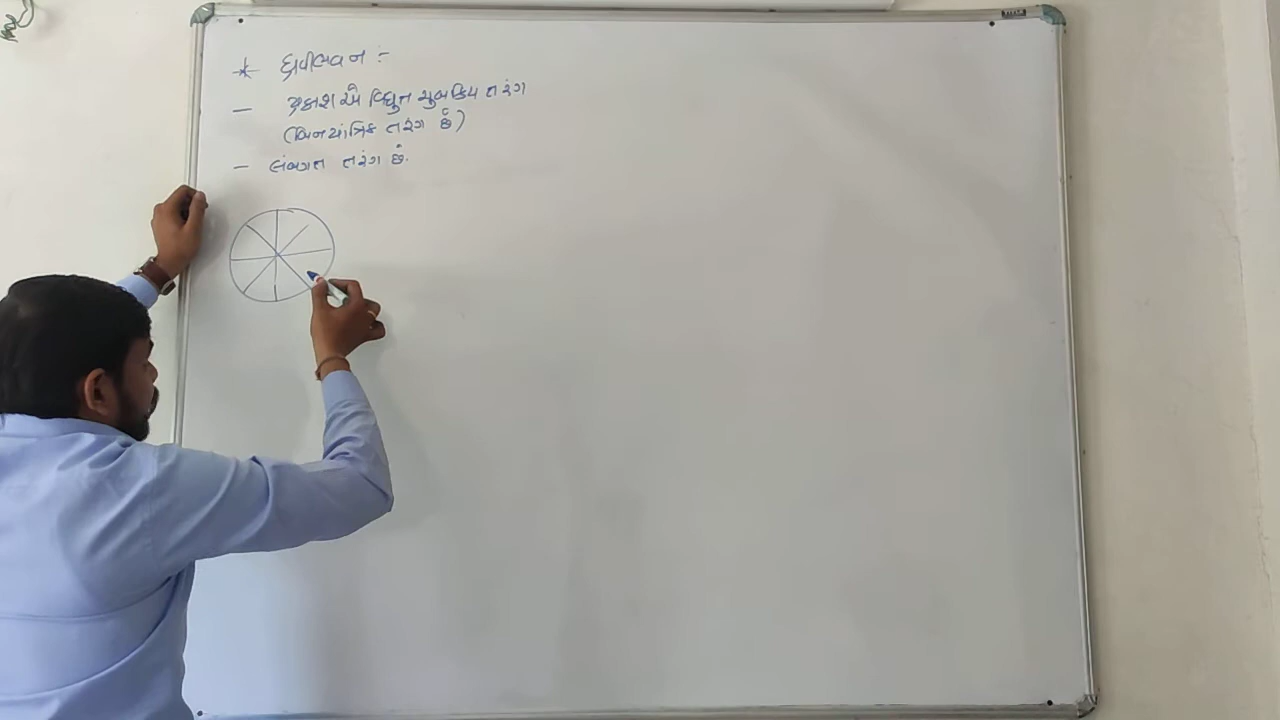 * ધ્રુવીભવન :-
- પ્રકાશ એ વિદ્યુત ચુંબકિય તરંગ
(બિનયાંત્રિક તરંગ છે)
- લંબગત તરંગ છે.